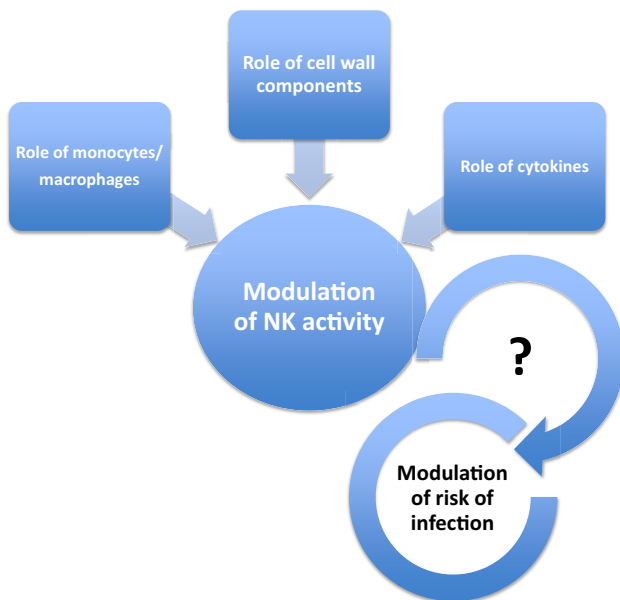 Role of cell wall
components
Role of monocytes/
macrophages
Role of cytokines
Modulation
of NK activity
?
Modulation
of risk of
infection